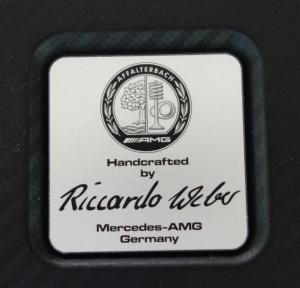 AFFALTERBACH
AMG
Handcrafted
by
Riccardo Weber
Mercedes-AMG
Germany